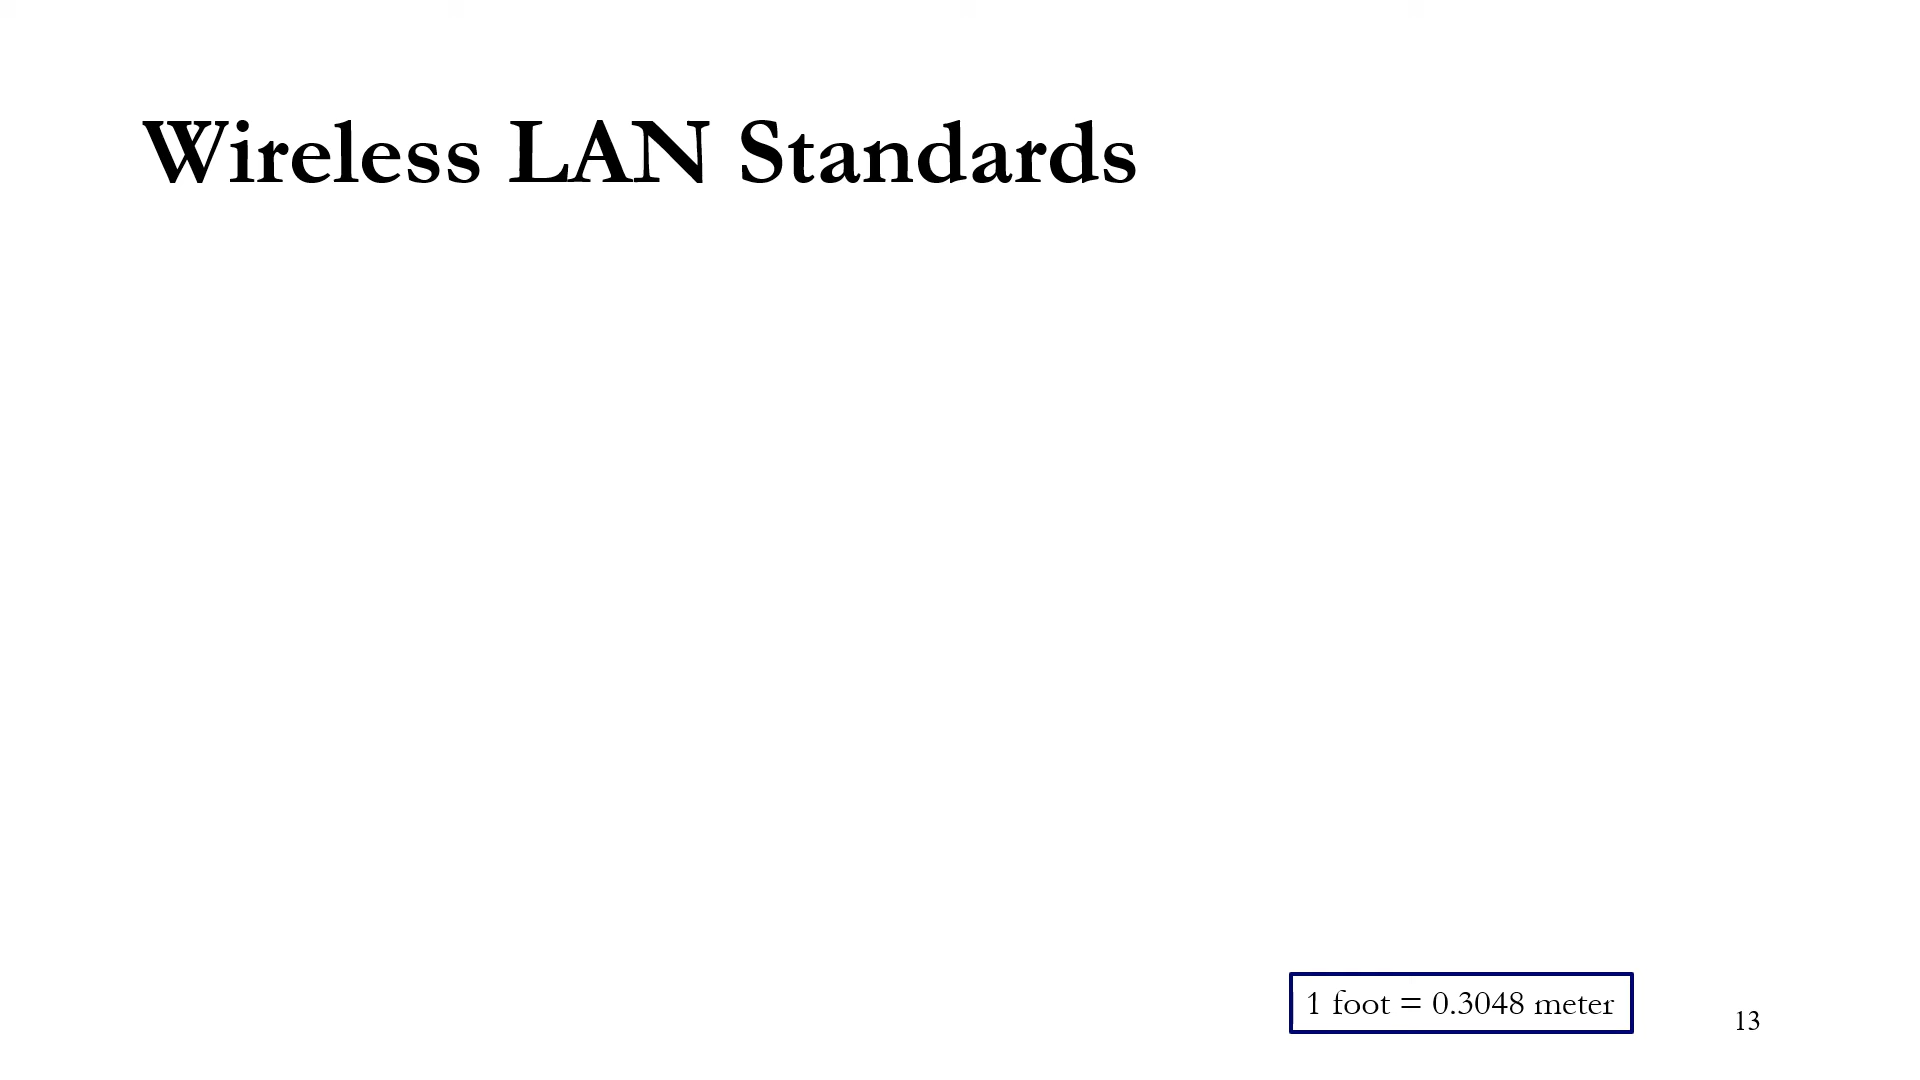 Wireless LAN Standards
1 foot = 0.3048 meter
13